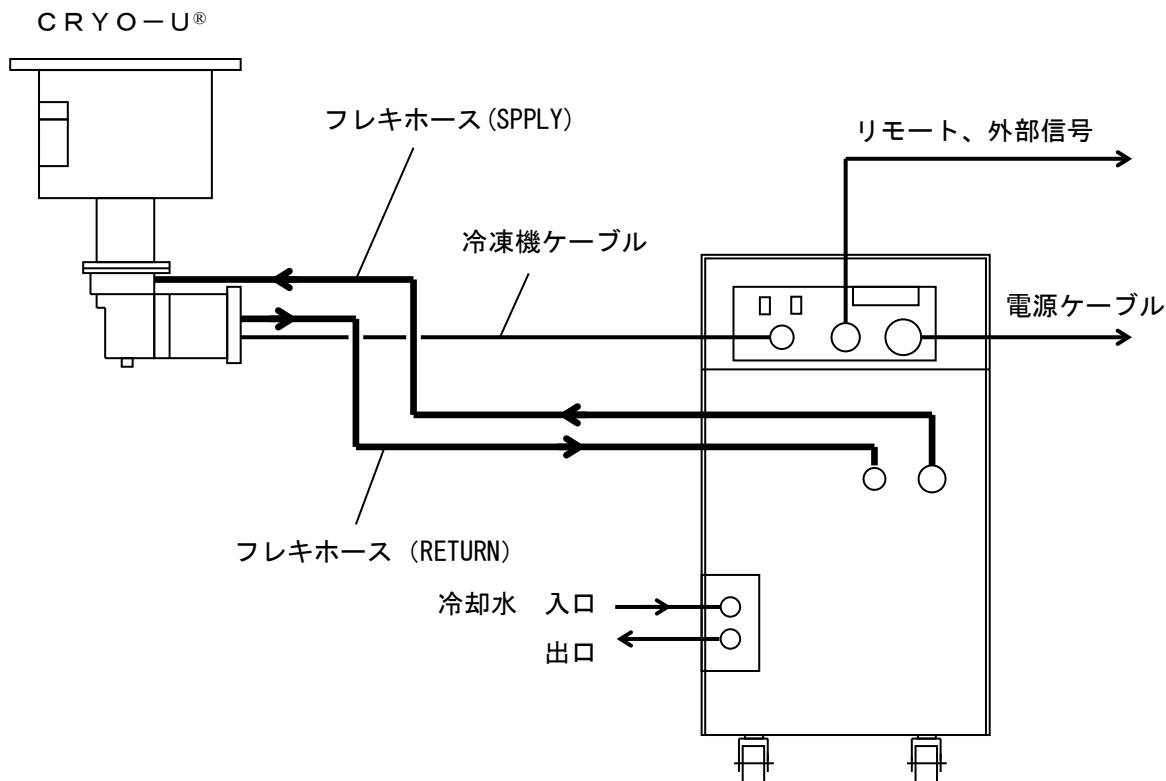 ＣＲＹＯ－Ｕ®
フレキホース(SPPLY)
リモート、外部信号
冷凍機ケーブル
電源ケーブル
フレキホース（RETURN）
冷却水　入口
出口